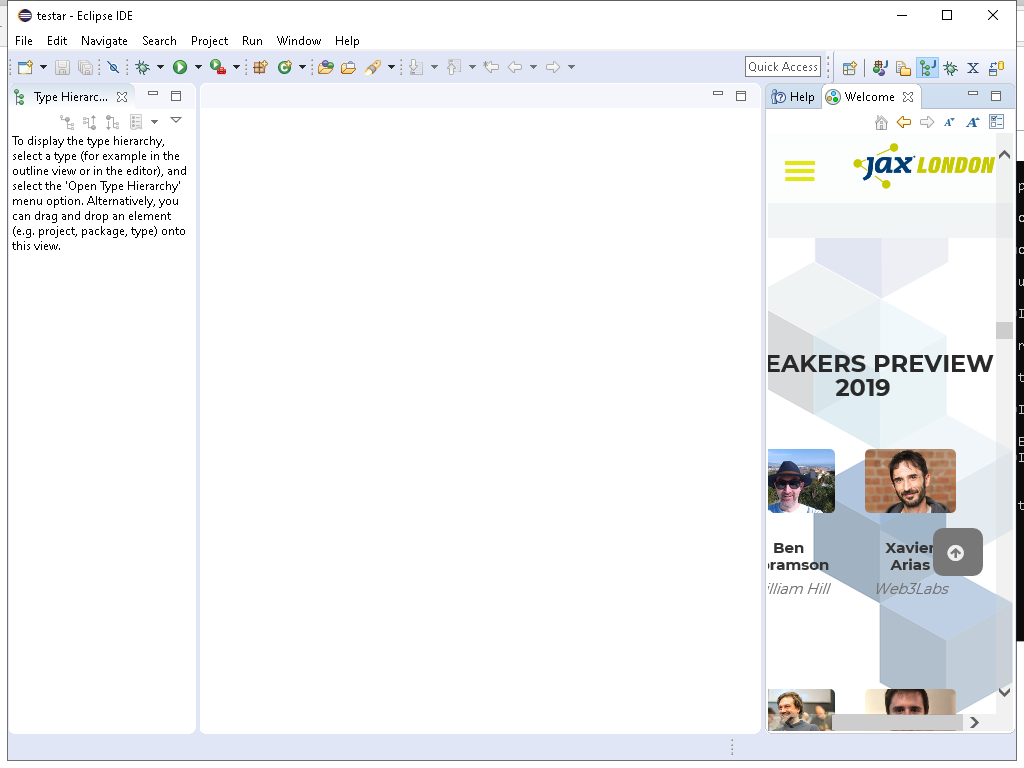 testar - Eclipse IDE
File Edit Navigate Search Project Run Window Help
Quick Access
Type Hierarc...
Help
Welcome
To display the type hierarchy,
select a type (for example in the
outline view or in the editor), and
select the 'Open Type Hierarchy'
menu option. Alternatively, you
can drag and drop an element
(e.g. project, package, type) onto
this view.
JAX LONDON
EAKERS PREVIEW
2019
Ben
bramson
lliam Hill
Xavier
Arias
Web3Labs